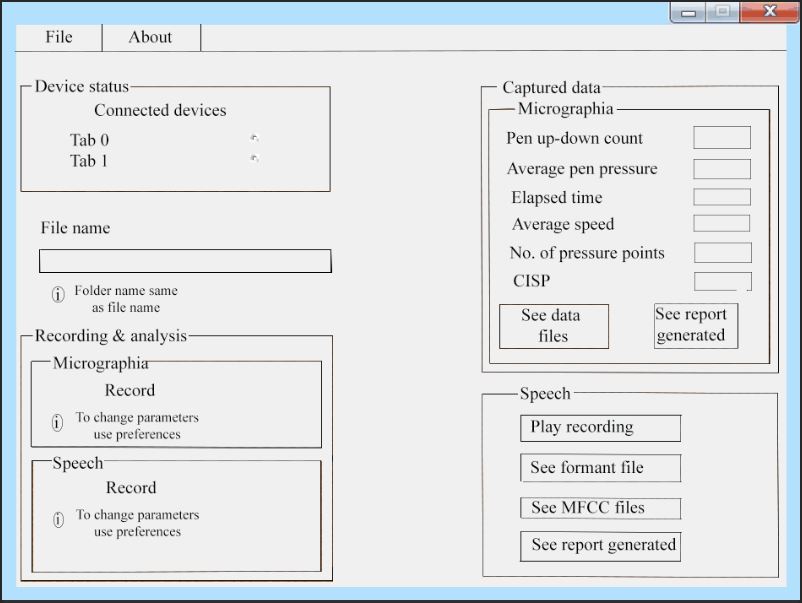 File
About
Device status
Connected devices
Tab 0
Tab 1
File name
Folder name same
as file name
Recording & analysis
Micrographia
Record
To change parameters
use preferences
Speech
Record
To change parameters
use preferences
Captured data
Micrographia
Pen up-down count
Average pen pressure
Elapsed time
Average speed
No. of pressure points
CISP
See data
files
See report
generated
Speech
Play recording
See formant file
See MFCC files
See report generated